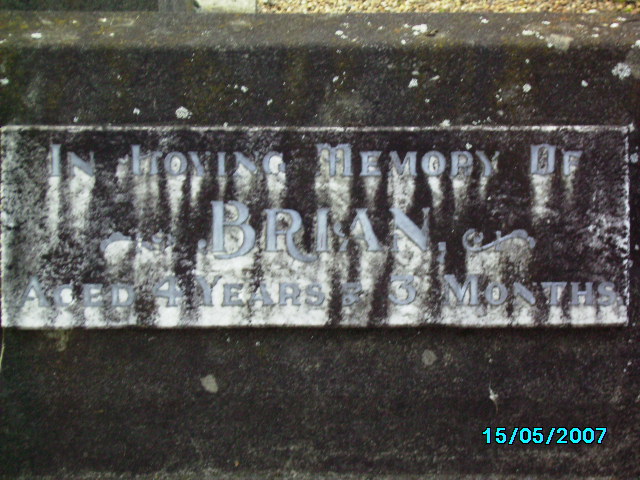 In Loving Memory Of
Brian,
Aged 4 Years & 3 Months.
15/05/2007